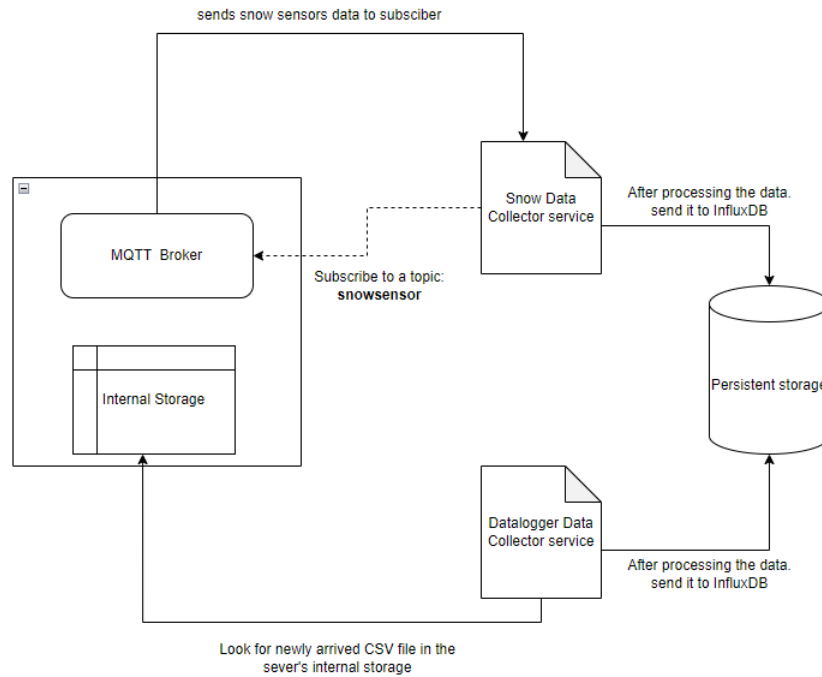 sends snow sensors data to subsciber
Snow Data
Collector service
After processing the data.
send it to InfluxDB
MQTT Broker
Subscribe to a topic:
snowsensor
Internal Storage
Persistent storage
Datalogger Data
Collector service
After processing the data.
send it to InfluxDB
Look for newly arrived CSV file in the
sever's internal storage